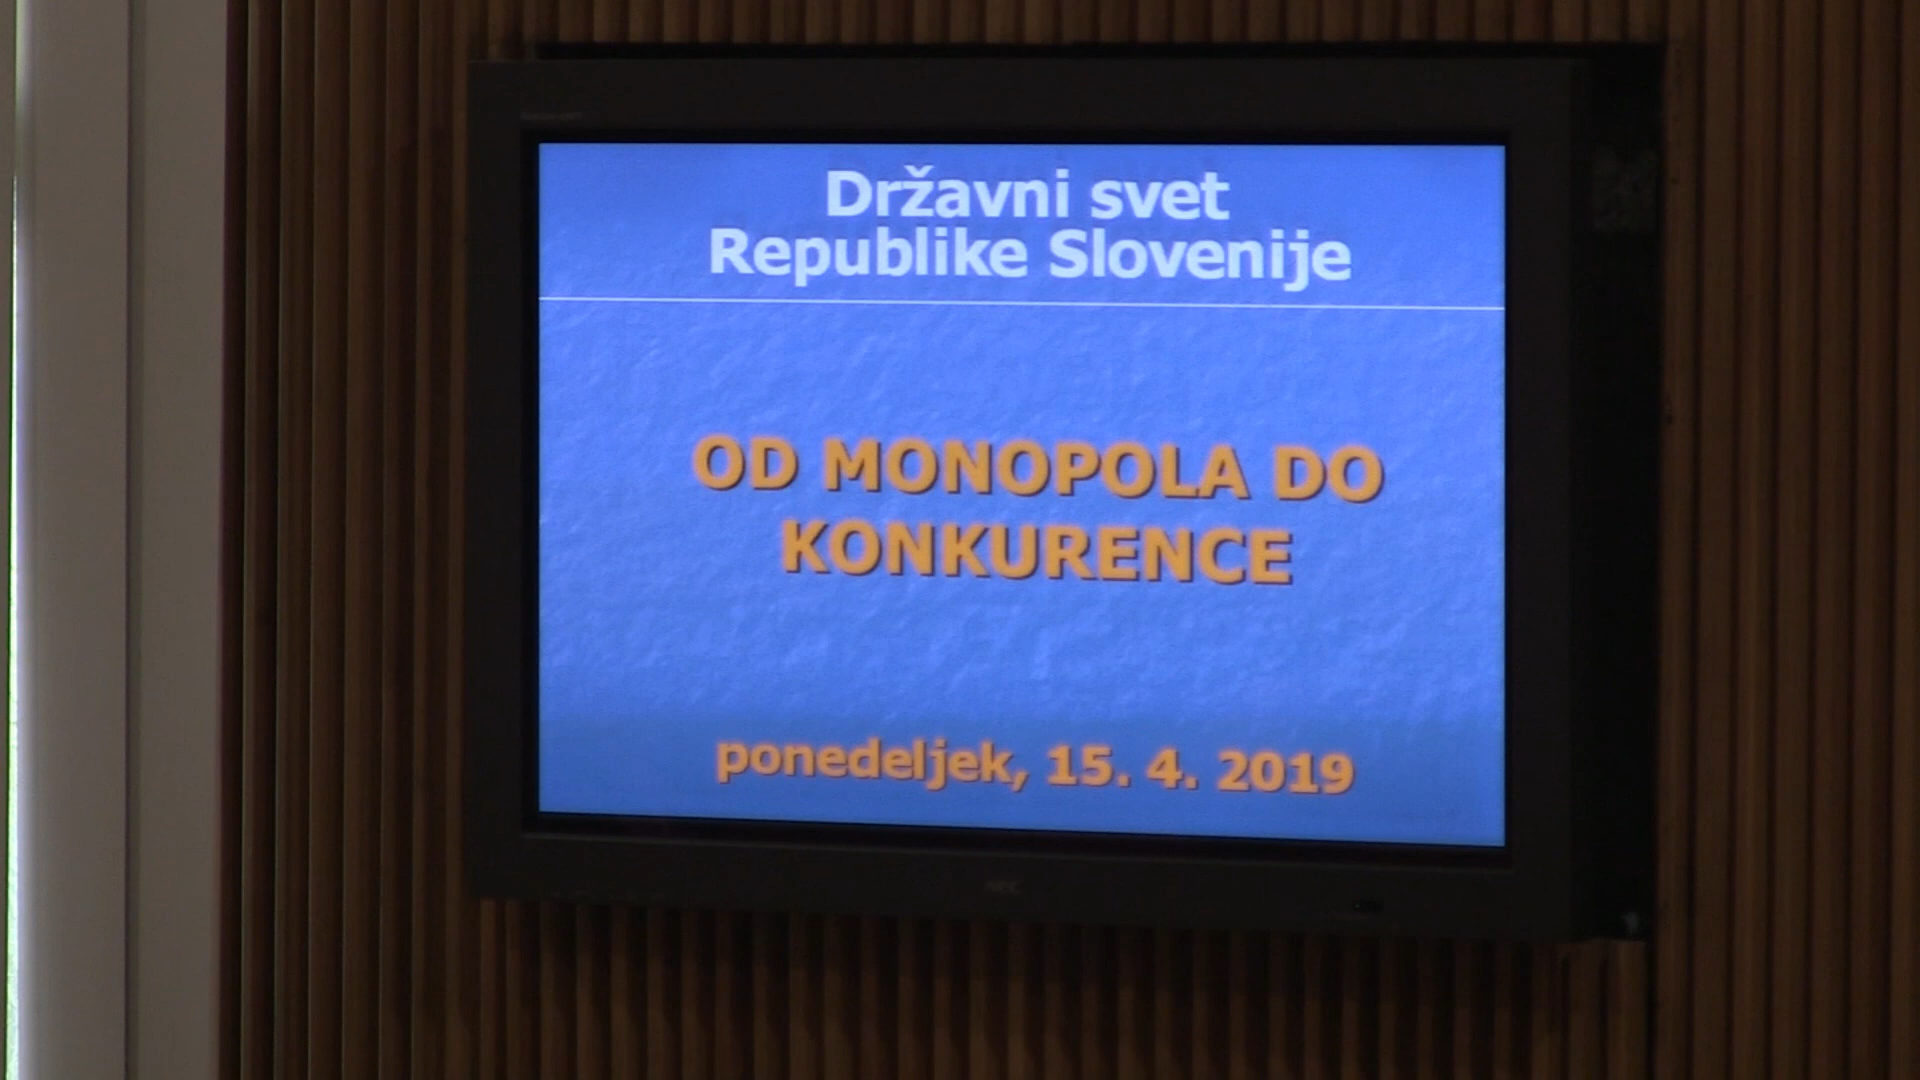 Državni svet
Republike Slovenije
OD MONOPOLA DO
KONKURENCE
ponedeljek, 15. 4. 2019